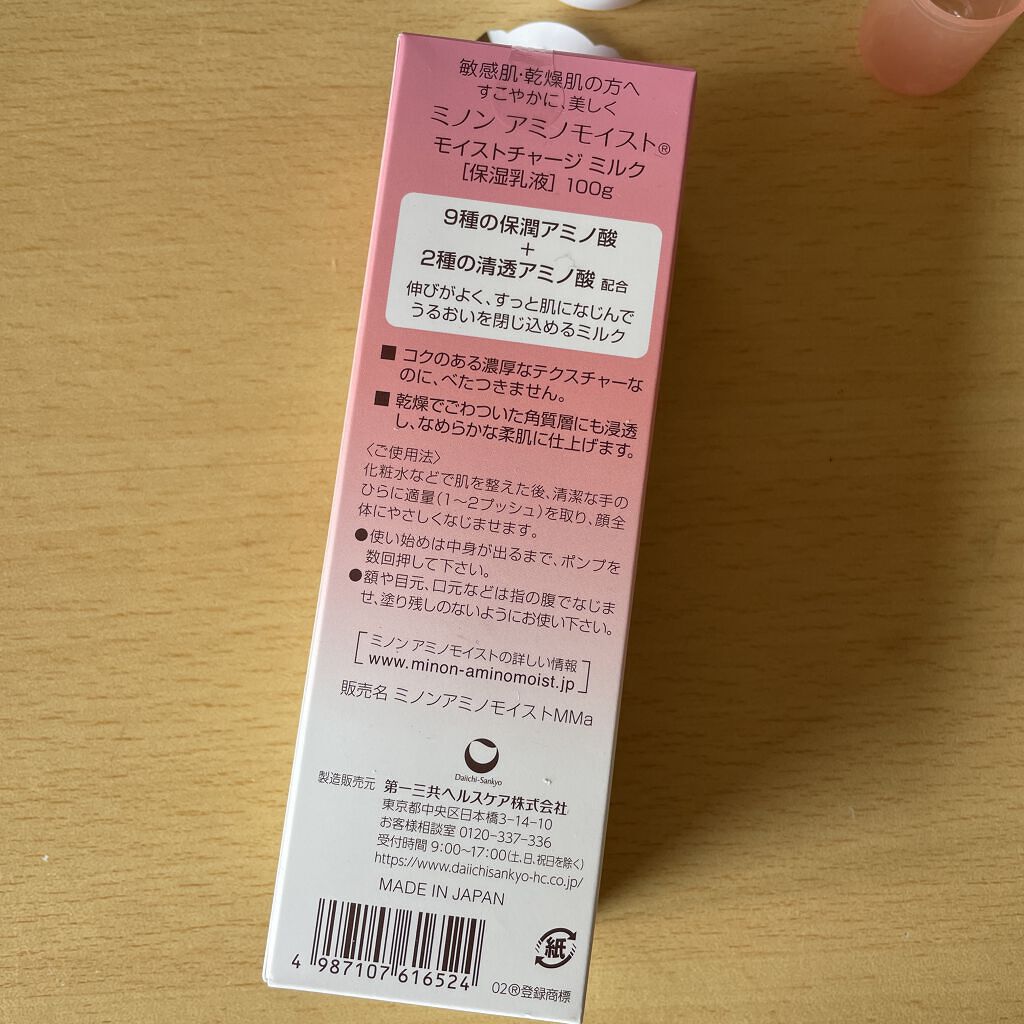 敏感肌・乾燥肌の方へ
すこやかに、美しく
ミノン アミノモイスト®
モイストチャージ ミルク
[保湿乳液] 100g
9種の保潤アミノ酸
+
2種の清透アミノ酸 配合
伸びがよく、すっと肌になじんで
うるおいを閉じ込めるミルク
■ コクのある濃厚なテクスチャーな
のに、べたつきません。
■ 乾燥でごわついた角質層にも浸透
し、なめらかな柔肌に仕上げます。
〈ご使用法〉
化粧水などで肌を整えた後、清潔な手の
ひらに適量(1～2プッシュ)を取り、顔全
体にやさしくなじませます。
●使い始めは中身が出るまで、ポンプを
数回押して下さい。
●額や目元、口元などは指の腹でなじま
せ、塗り残しのないようにお使い下さい。
[ミノン アミノモイストの詳しい情報
www.minon-aminomoist.jp]
販売名 ミノンアミノモイストMMa
Daiichi-Sankyo
製造販売元 第一三共ヘルスケア株式会社
東京都中央区日本橋3-14-10
お客様相談室 0120-337-336
受付時間 9:00～17:00(土、日、祝日を除く)
https://www.daiichisankyo-hc.co.jp/
MADE IN JAPAN
紙
4 987107 616524
02®登録商標